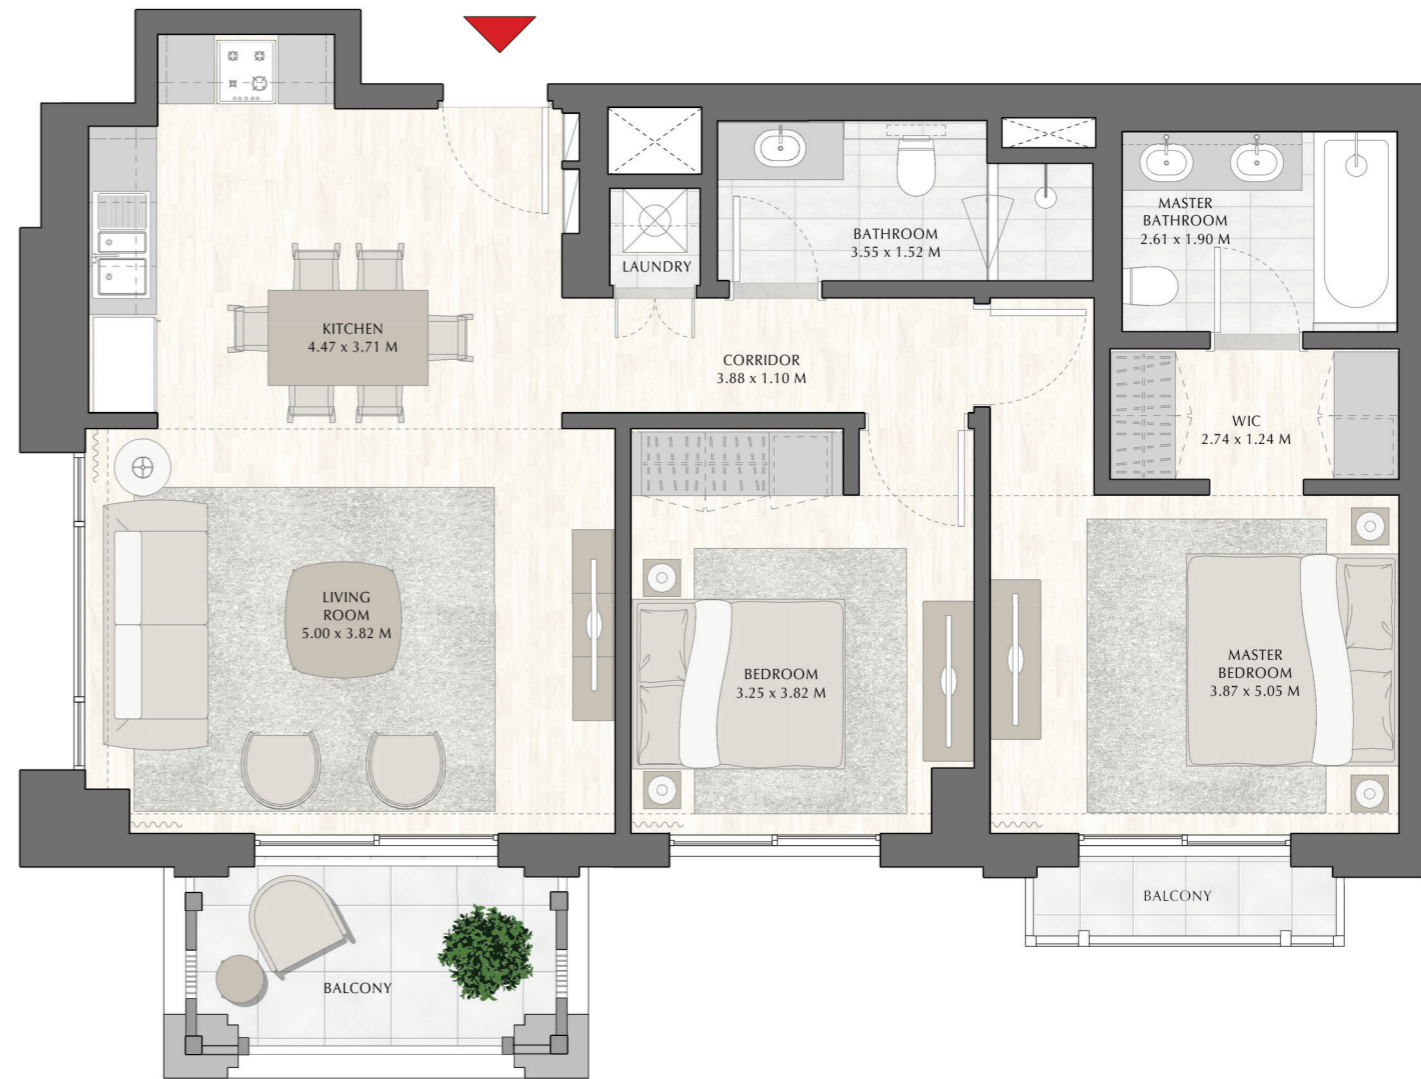 MASTER
BATHROOM
2.61 x 1.90 M
BATHROOM
3.55 x 1.52 M
LAUNDRY
KITCHEN
4.47 x 3.71 M
CORRIDOR
3.88 x 1.10 M
WIC
2.74 x 1.24 M
LIVING
ROOM
5.00 x 3.82 M
BEDROOM
3.25 x 3.82 M
MASTER
BEDROOM
3.87 x 5.05 M
BALCONY
BALCONY